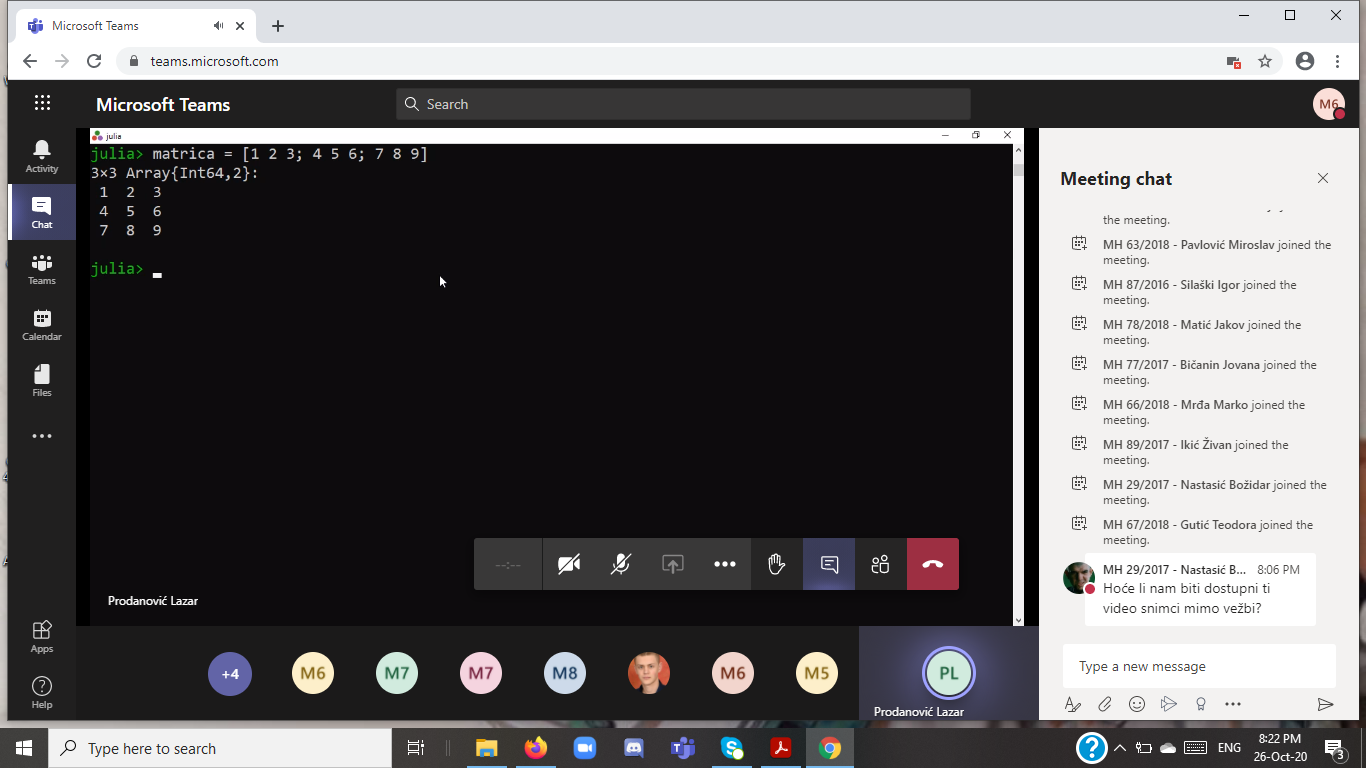 Microsoft Teams
teams.microsoft.com
Microsoft Teams
Search
M6
Activity
Chat
Teams
Calendar
Files
Apps
Help
julia
julia> matrica = [1 2 3; 4 5 6; 7 8 9]
3×3 Array{Int64,2}:
1 2 3
4 5 6
7 8 9
julia>
--:--
Prodanović Lazar
+4
M6
M7
M7
M8
M6
M5
PL
Prodanović Lazar
Meeting chat
the meeting.
MH 63/2018 - Pavlović Miroslav joined the
meeting.
MH 87/2016 - Silaški Igor joined the
meeting.
MH 78/2018 - Matić Jakov joined the
meeting.
MH 77/2017 - Bičanin Jovana joined the
meeting.
MH 66/2018 - Mrđa Marko joined the
meeting.
MH 89/2017 - Ikić Živan joined the
meeting.
MH 29/2017 - Nastasić Božidar joined the
meeting.
MH 67/2018 - Gutić Teodora joined the
meeting.
MH 29/2017 - Nastasić B... 8:06 PM
Hoće li nam biti dostupni ti
video snimci mimo vežbi?
Type a new message
Type here to search
ENG
8:22 PM
26-Oct-20
3